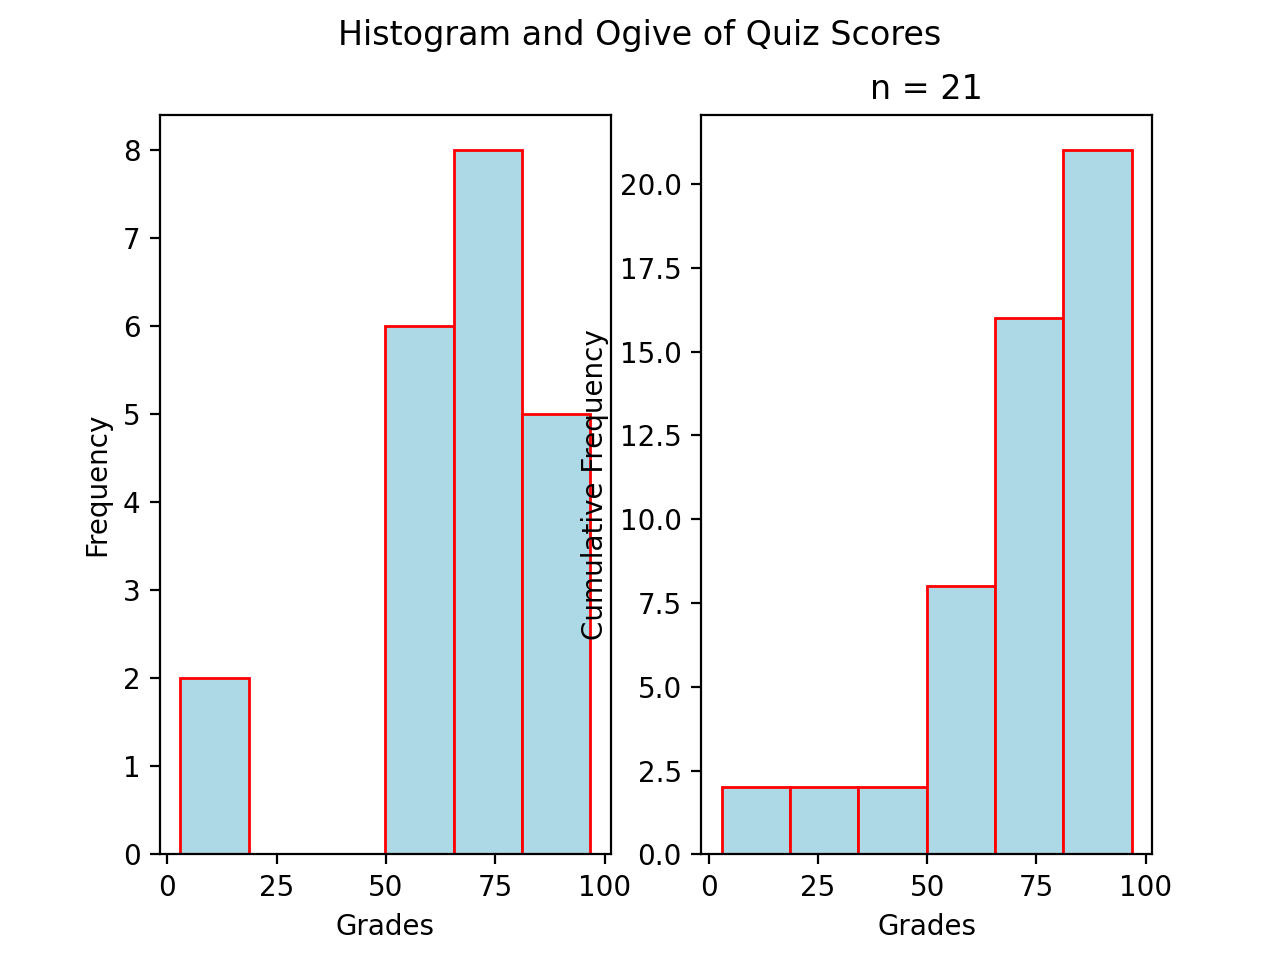 Histogram and Ogive of Quiz Scores
n = 21
8
7
6
5
4
3
2
1
0
Frequency
0 25 50 75 100
Grades
20.0
17.5
15.0
12.5
10.0
7.5
5.0
2.5
0.0
Cumulative Frequency
0 25 50 75 100
Grades